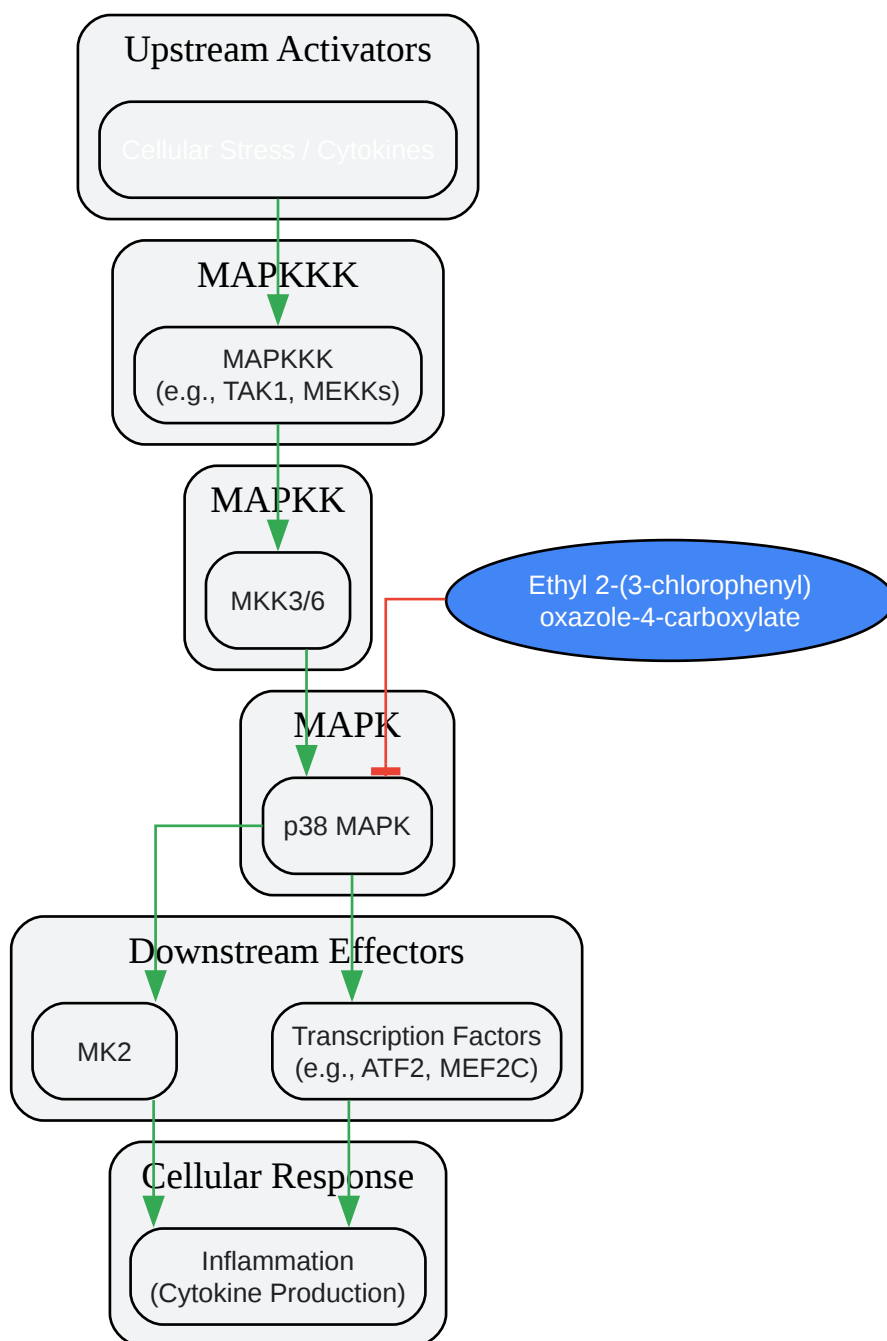 Upstream Activators
Cellular Stress / Cytokines
MAPKKK
MAPKKK
(e.g., TAK1, MEKKs)
MAPKK
MKK3/6
Ethyl 2-(3-chlorophenyl)
oxazole-4-carboxylate
MAPK
p38 MAPK
Downstream Effectors
MK2
Transcription Factors
(e.g., ATF2, MEF2C)
Cellular Response
Inflammation
(Cytokine Production)